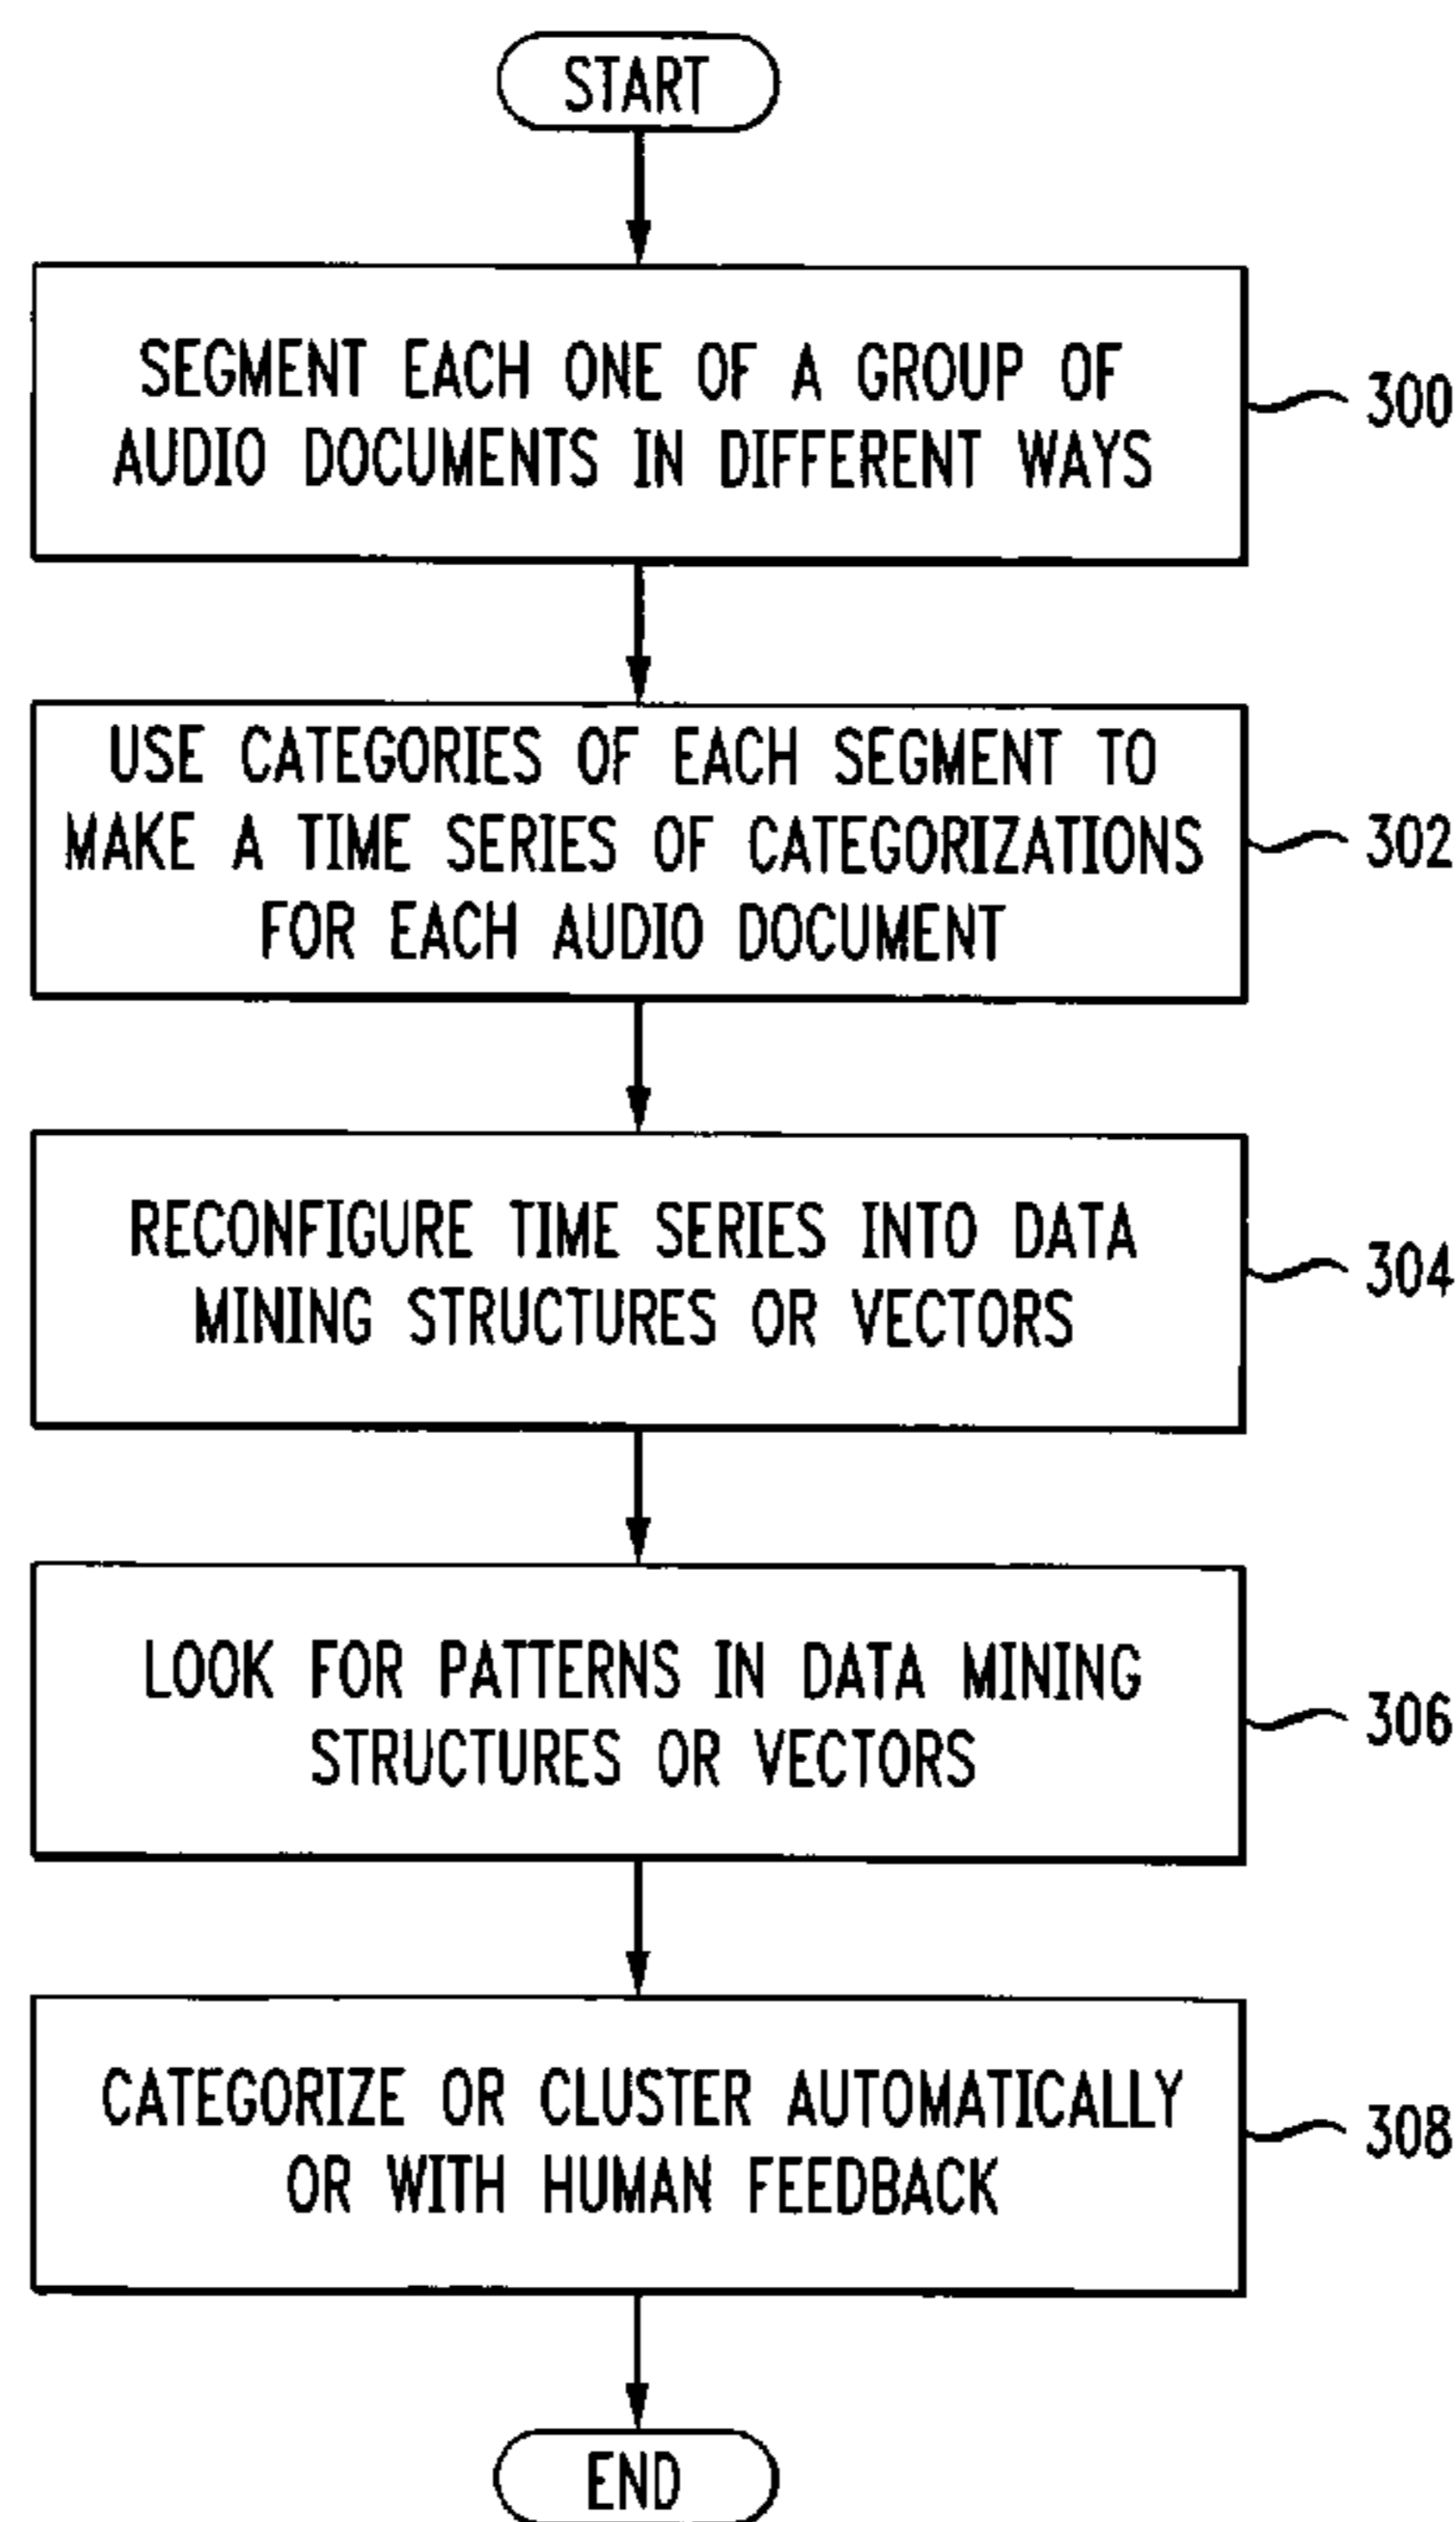 START
SEGMENT EACH ONE OF A GROUP OF
AUDIO DOCUMENTS IN DIFFERENT WAYS
300
USE CATEGORIES OF EACH SEGMENT TO
MAKE A TIME SERIES OF CATEGORIZATIONS
FOR EACH AUDIO DOCUMENT
302
RECONFIGURE TIME SERIES INTO DATA
MINING STRUCTURES OR VECTORS
304
LOOK FOR PATTERNS IN DATA MINING
STRUCTURES OR VECTORS
306
CATEGORIZE OR CLUSTER AUTOMATICALLY
OR WITH HUMAN FEEDBACK
308
END